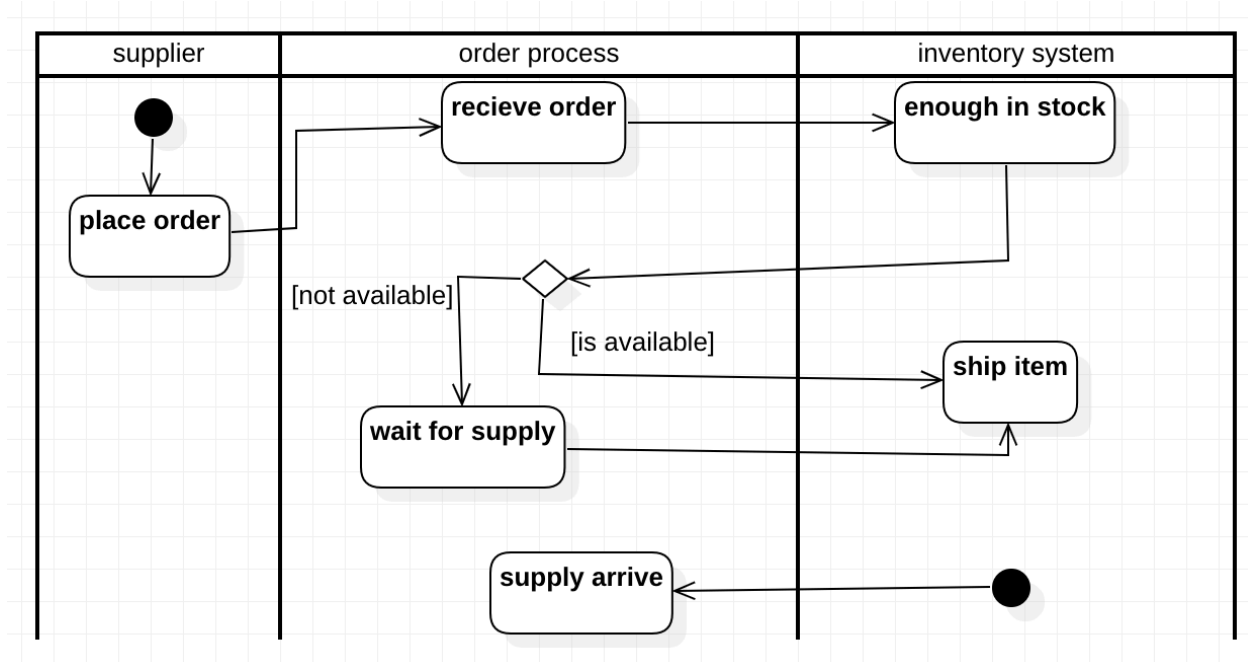 supplier
order process
inventory system
recieve order
enough in stock
place order
[not available]
[is available]
ship item
wait for supply
supply arrive